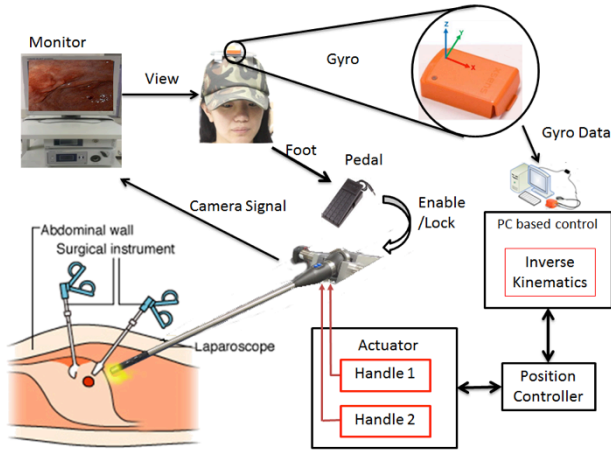 Monitor
View
Gyro
Z
Y
X
Gyro Data
Foot
Pedal
Enable
/Lock
Camera Signal
PC based control
Inverse
Kinematics
Abdominal wall
Surgical instrument
Laparoscope
Actuator
Handle 1
Handle 2
Position
Controller